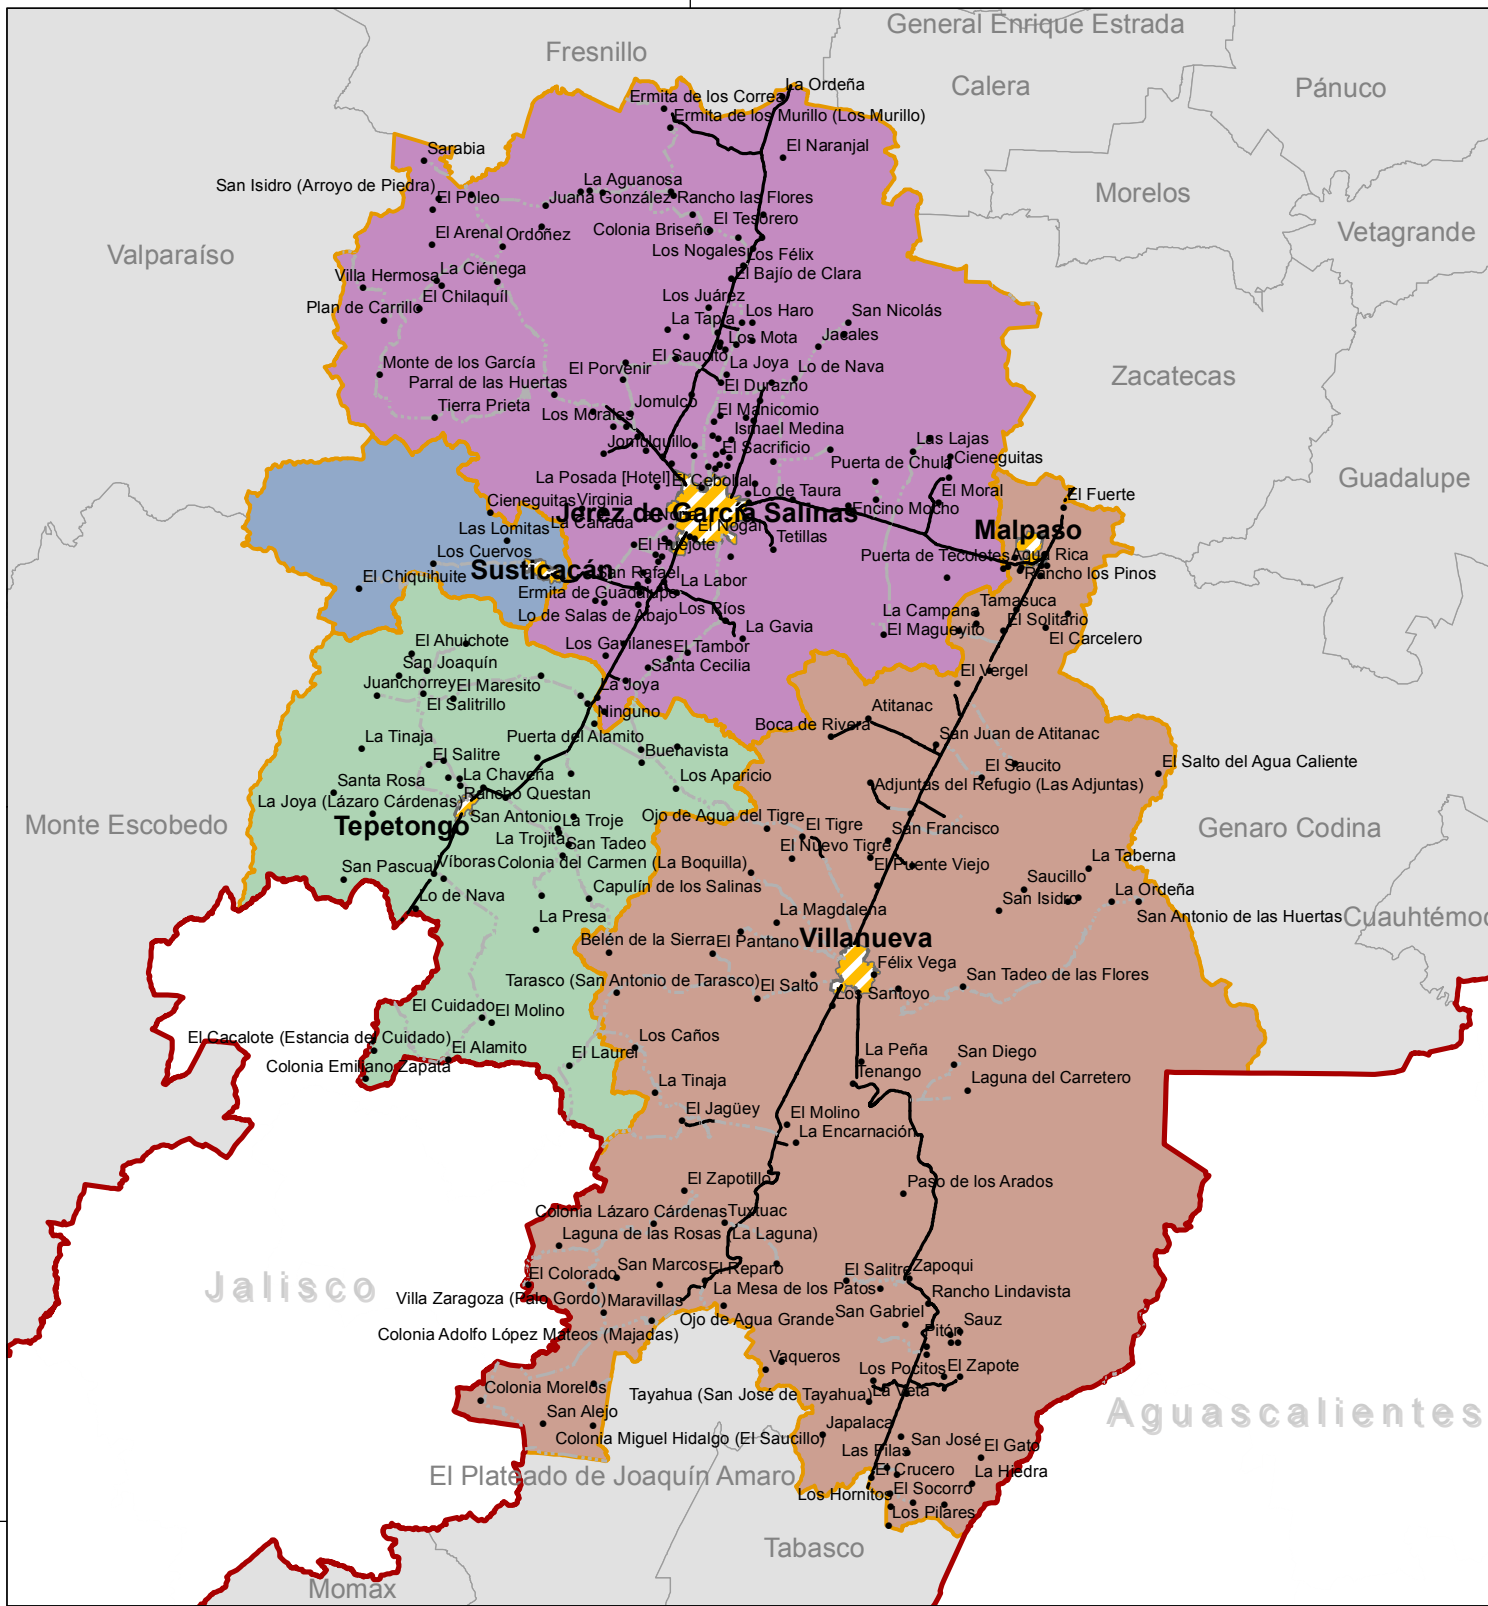 General Enrique Estrada
Fresnillo
Calera
Pánuco
La Ordeña
Ermita de los Correa
Ermita de los Murillo (Los Murillo)
El Naranjal
Sarabia
Morelos
San Isidro (Arroyo de Piedra)
El Poleo
La Aguanosa
Juana González
Rancho las Flores
El Tesorero
Vetagrande
Valparaíso
El Arenal
Ordóñez
Colonia Briseño
Los Nogales
Los Félix
Villa Hermosa
La Ciénega
El Bajío de Clara
El Chilaquíl
Plan de Carrillo
Los Juárez
La Tapia
Los Haro
San Nicolás
Los Mota
Jacales
El Saucito
Monte de los García
Parral de las Huertas
El Porvenir
La Joya
Lo de Nava
El Durazno
Zacatecas
Tierra Prieta
Los Morales
Jomulco
El Manicomio
Ismael Medina
Jomulquillo
El Sacrificio
Las Lajas
Puerta de Chula
Cieneguitas
La Posada [Hotel]
El Cebollal
Lo de Taura
El Moral
Guadalupe
El Fuerte
Cieneguitas
Virginia
Jerez de García Salinas
Encino Mocho
Malpaso
Las Lomitas
La Cañada
El Nogal
Tetillas
Los Cuervos
El Huejote
Puerta de Tecolotes
Agua Rica
Rancho los Pinos
El Chiquihuite
Susticacán
San Rafael
La Labor
Ermita de Guadalupe
Lo de Salas de Abajo
Los Ríos
La Campana
Tamasuca
El Solitario
El Magueyito
El Carcelero
La Gavia
El Ahuichote
Los Gavilanes
El Tambor
Santa Cecilia
San Joaquín
Juanchorrey
El Maresito
El Salitrillo
La Joya
Ninguno
El Vergel
Atitanac
Boca de Rivera
La Tinaja
Puerta del Alamito
Buenavista
San Juan de Atitanac
El Salitre
El Saucito
El Salto del Agua Caliente
Santa Rosa
La Chaveña
Los Aparicio
Adjuntas del Refugio (Las Adjuntas)
La Joya (Lázaro Cárdenas)
Rancho Questan
Monte Escobedo
Tepetongo
San Antonio
La Troje
Ojo de Agua del Tigre
El Tigre
San Francisco
Genaro Codina
La Trojita
San Tadeo
El Nuevo Tigre
San Pascual
Víboras
Colonia del Carmen (La Boquilla)
El Puente Viejo
La Taberna
Saucillo
Lo de Nava
Capulín de los Salinas
San Isidro
La Ordeña
La Presa
La Magdalena
San Antonio de las Huertas
Cuauhtémoc
Belén de la Sierra
El Pantano
Villanueva
Félix Vega
Tarasco (San Antonio de Tarasco)
El Salto
San Tadeo de las Flores
Los Santoyo
El Cuidado
El Molino
El Cacalote (Estancia del Cuidado)
El Alamito
Colonia Emiliano Zapata
El Laurel
Los Caños
La Peña
Tenango
San Diego
Laguna del Carretero
La Tinaja
El Jagüey
El Molino
La Encarnación
El Zapotillo
Paso de los Arados
Colonia Lázaro Cárdenas
Tuxtuac
Laguna de las Rosas (La Laguna)
Jalisco
El Colorado
San Marcos
El Reparo
El Salitre
Zapoqui
Villa Zaragoza (Palo Gordo)
Maravillas
La Mesa de los Patos
Rancho Lindavista
Colonia Adolfo López Mateos (Majadas)
Ojo de Agua Grande
San Gabriel
Pitón
Sauz
Vaqueros
Los Pocitos
El Zapote
Colonia Morelos
Tayahua (San José de Tayahua)
La Veta
Aguascalientes
San Alejo
Japalaca
Colonia Miguel Hidalgo (El Saucillo)
Las Pilas
San José
El Gato
El Plateado de Joaquín Amaro
El Crucero
La Hiedra
Los Hornitos
El Socorro
Los Pilares
Tabasco
Momax